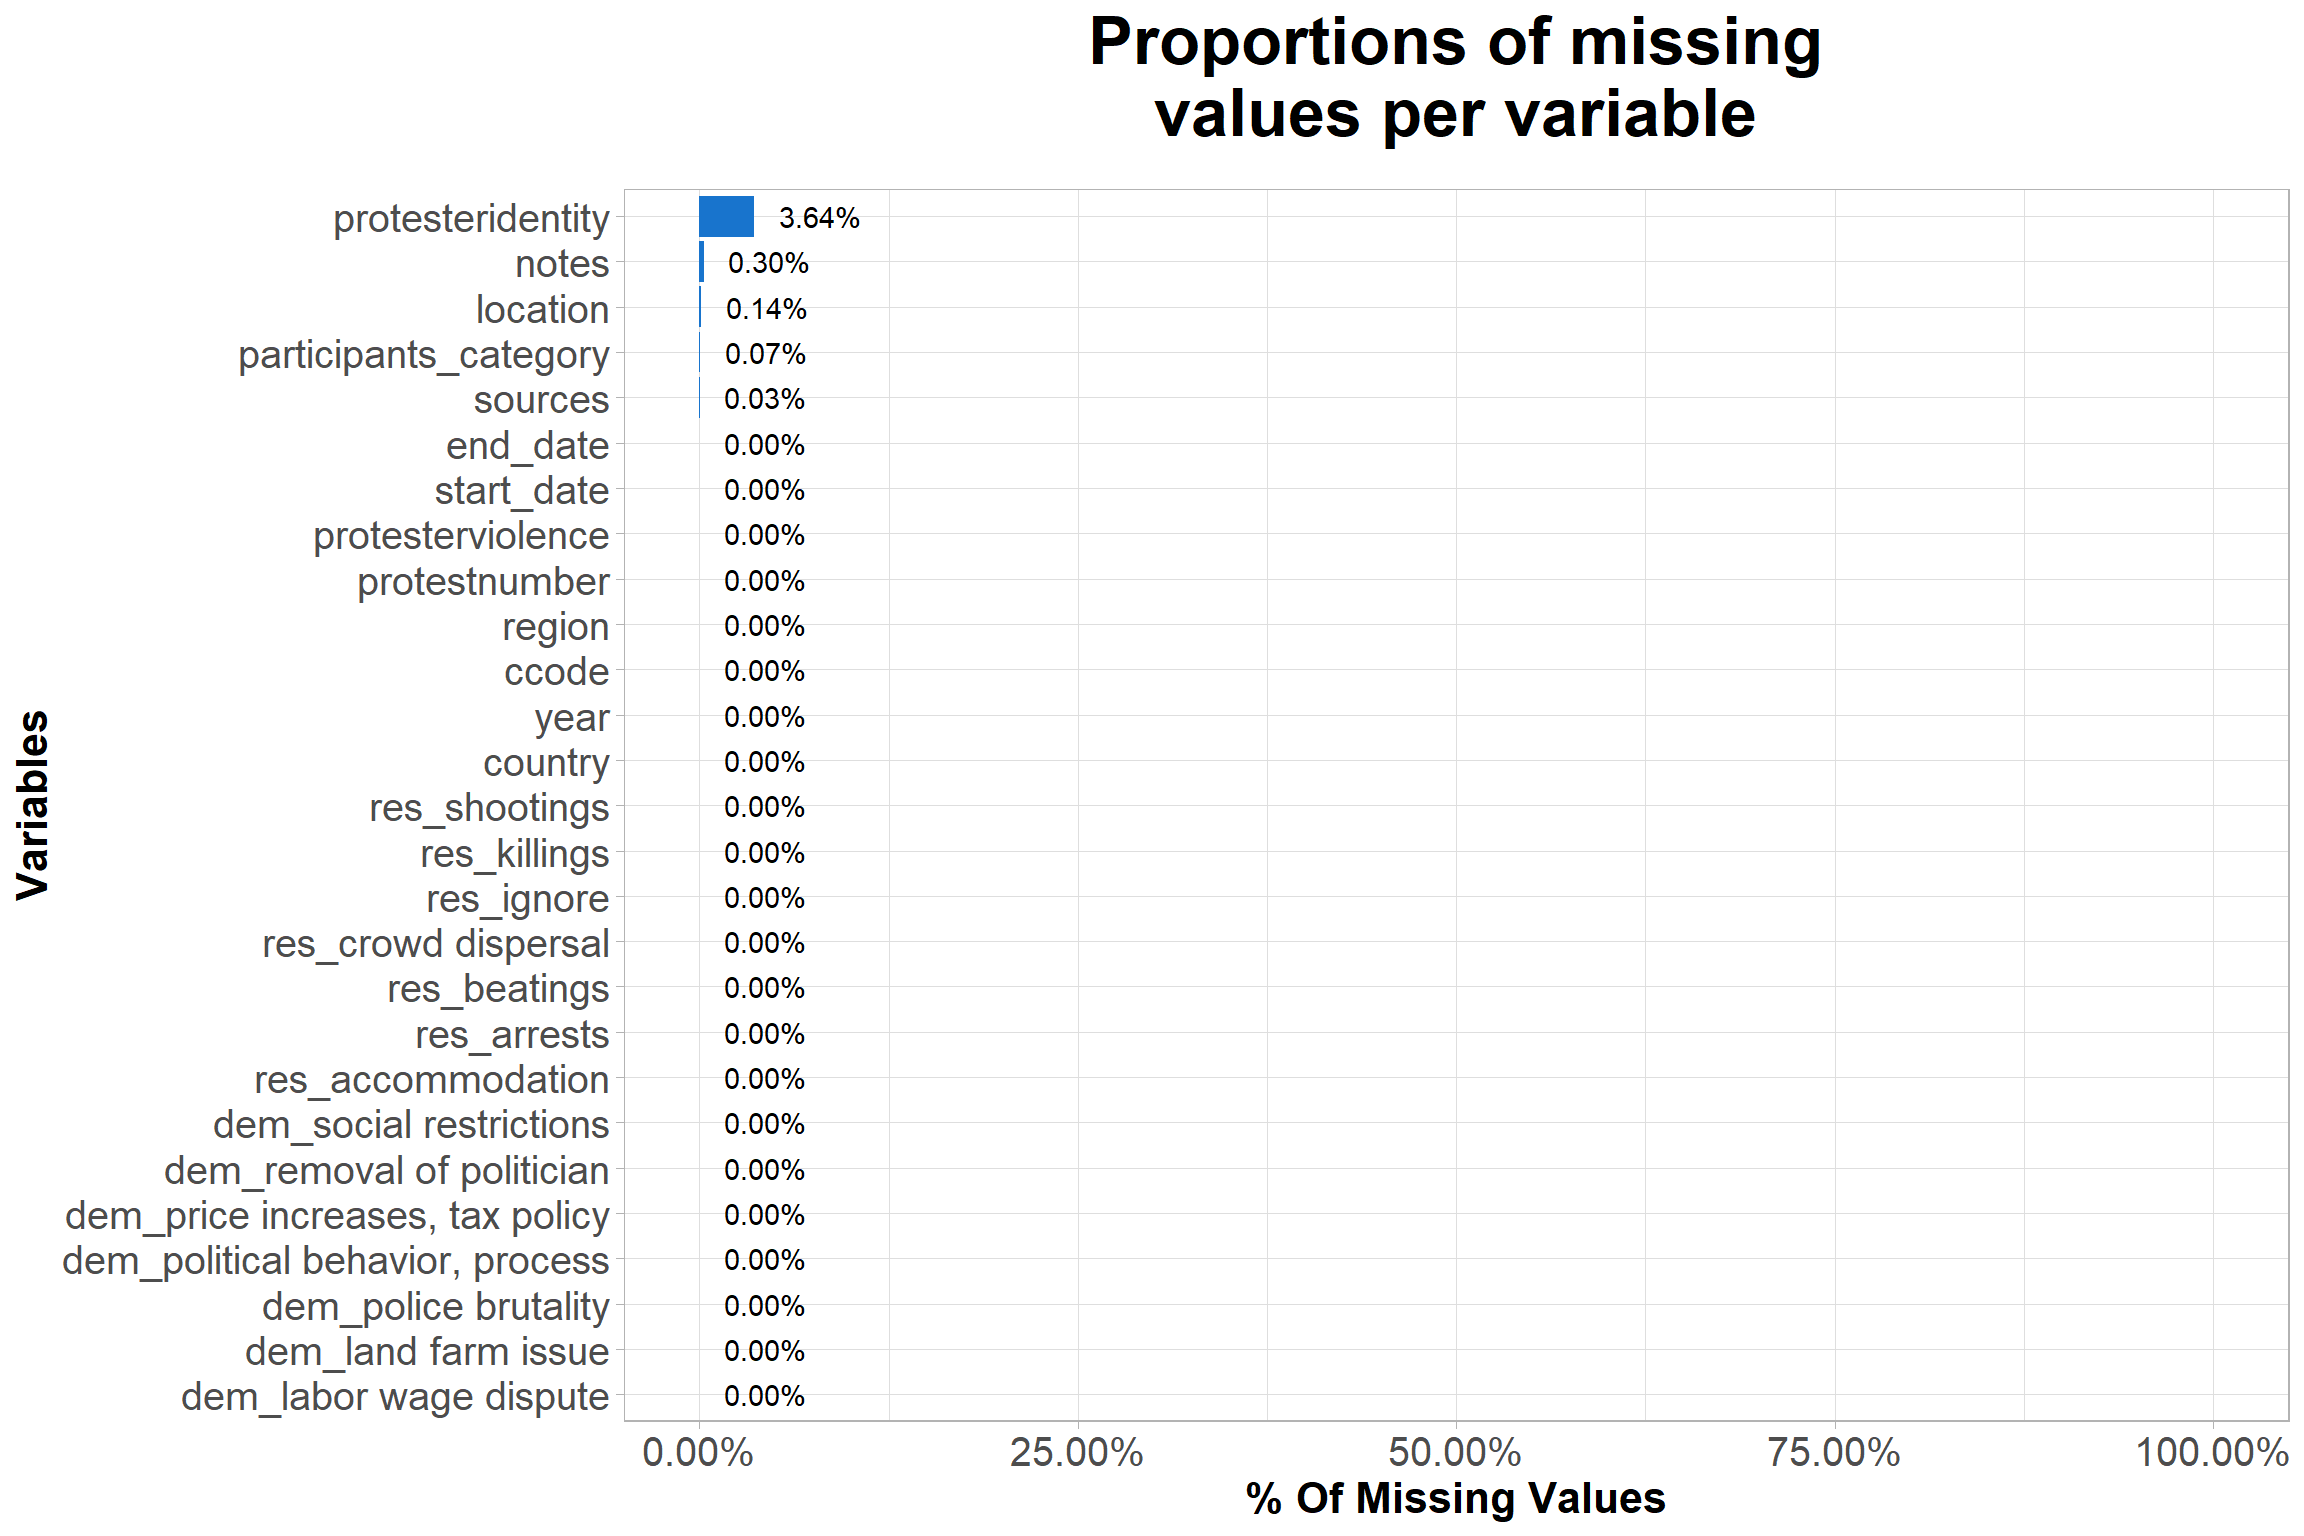 Proportions of missing
values per variable
Variables
protesteridentity 3.64%
notes 0.30%
location 0.14%
participants_category 0.07%
sources 0.03%
end_date 0.00%
start_date 0.00%
protesterviolence 0.00%
protestnumber 0.00%
region 0.00%
ccode 0.00%
year 0.00%
country 0.00%
res_shootings 0.00%
res_killings 0.00%
res_ignore 0.00%
res_crowd dispersal 0.00%
res_beatings 0.00%
res_arrests 0.00%
res_accommodation 0.00%
dem_social restrictions 0.00%
dem_removal of politician 0.00%
dem_price increases, tax policy 0.00%
dem_political behavior, process 0.00%
dem_police brutality 0.00%
dem_land farm issue 0.00%
dem_labor wage dispute 0.00%
0.00% 25.00% 50.00% 75.00% 100.00%
% Of Missing Values